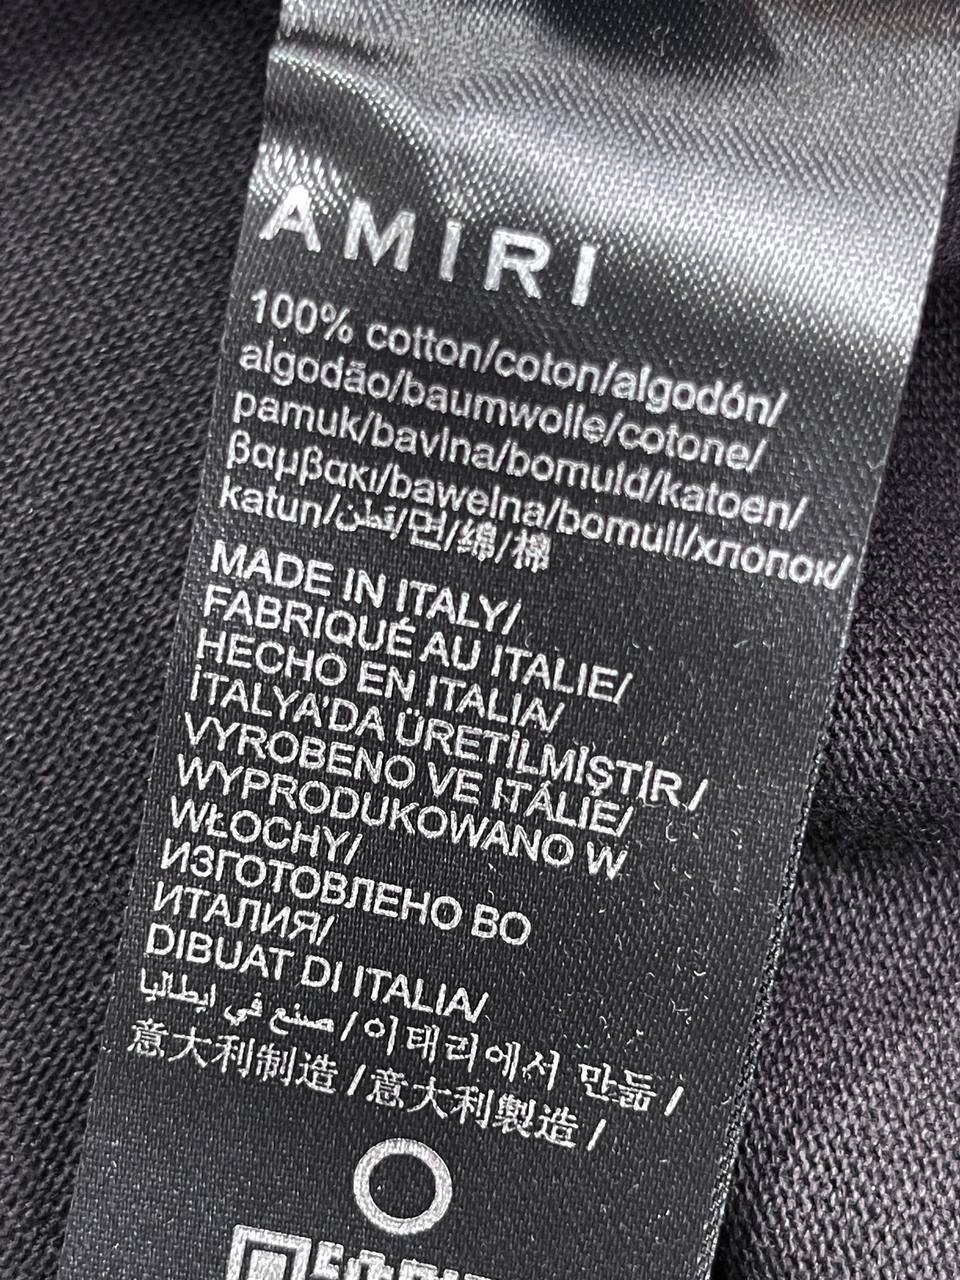 AMIRI
100% cotton/coton/algodón/
algodão/baumwolle/cotone/
pamuk/bavlna/bomuld/katoen/
βαμβακι/bawelna/bomull/хлопок/
katun/قطن/면/绵/棉
MADE IN ITALY/
FABRIQUÉ AU ITALIE/
HECHO EN ITALIA/
İTALYA'DA ÜRETİLMİŞTİR./
VYROBENO VE ITÁLIE/
WYPRODUKOWANO W
WŁOCHY/
ИЗГОТОВЛЕНО ВО
ИТАЛИЯ/
DIBUAT DI ITALIA/
صنع في ايطاليا / 이태리에서 만듦 /
意大利制造 / 意大利製造 /